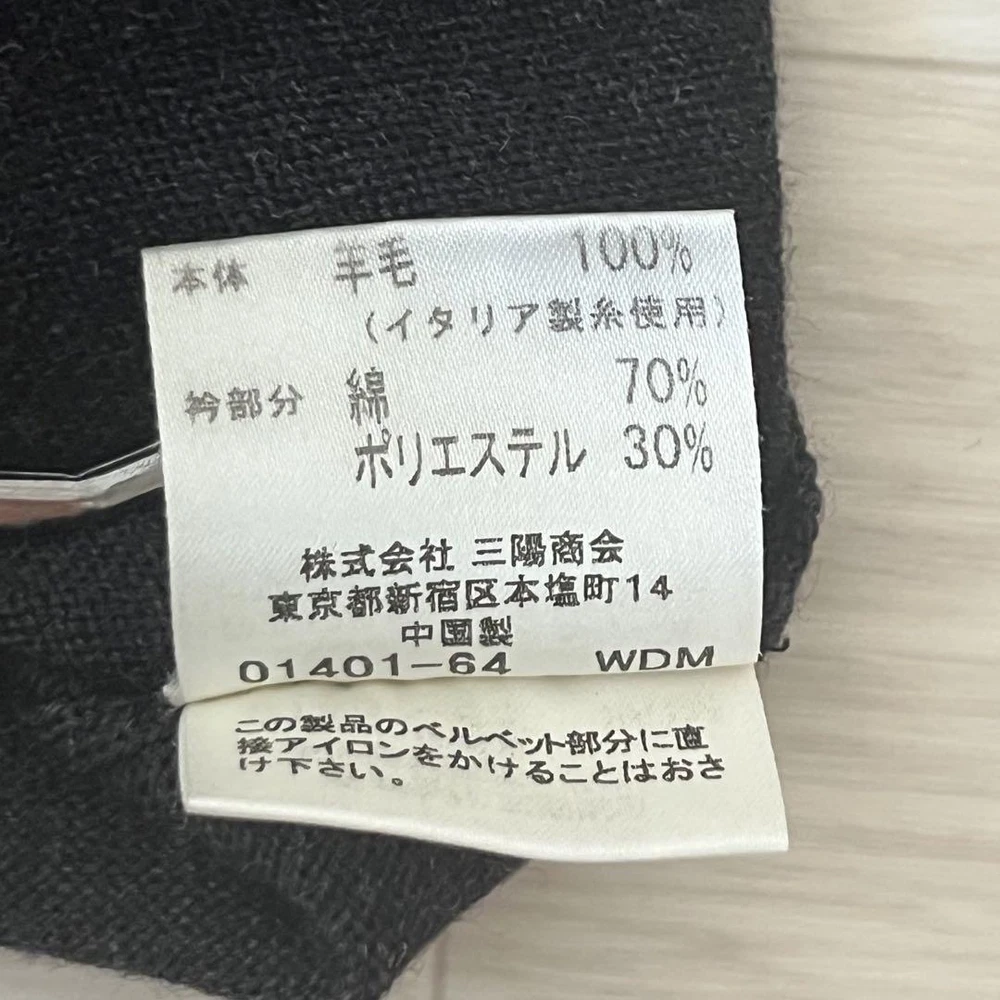 本体 羊毛 100%
(イタリア製糸使用)
衿部分 綿 70%
ポリエステル 30%
株式会社 三陽商会
東京都新宿区本塩町14
中国製
01401-64 WDM
この製品のベルベット部分に直
接アイロンをかけることはおさ
け下さい。